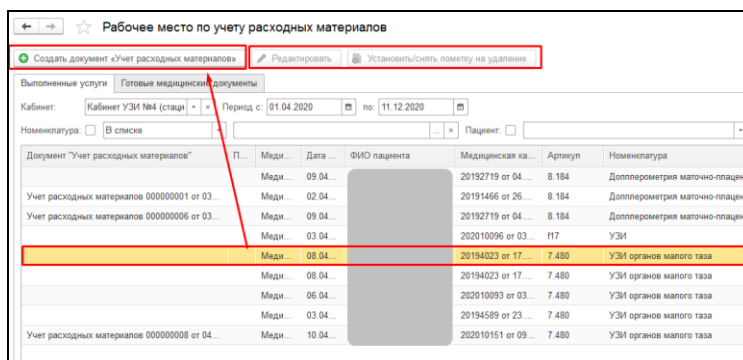 Рабочее место по учету расходных материалов
Создать документ «Учет расходных материалов» Редактировать Установить/снять пометку на удаление
Выполненные услуги Готовые медицинские документы
Кабинет: Кабинет УЗИ №4 (стаци Период с: 01.04.2020 по: 11.12.2020
Номенклатура: В списке ... × Пациент:
Документ "Учет расходных материалов" П... Меди... Дата ... ФИО пациента Медицинская ка... Артикул Номенклатура
Меди... 09.04... 20192719 от 04.... 8.184 Допплерометрия маточно-плацен
Учет расходных материалов 000000001 от 03... Меди... 02.04... 20191466 от 26.... 8.184 Допплерометрия маточно-плацен
Учет расходных материалов 000000006 от 03... Меди... 09.04... 20192719 от 04.... 8.184 Допплерометрия маточно-плацен
Меди... 03.04... 202010096 от 03... f17 УЗИ
Меди... 08.04... 20194023 от 17.... 7.480 УЗИ органов малого таза
Меди... 08.04... 20194023 от 17.... 7.480 УЗИ органов малого таза
Меди... 06.04... 202010093 от 03... 7.480 УЗИ органов малого таза
Меди... 03.04... 20194589 от 23.... 7.480 УЗИ органов малого таза
Учет расходных материалов 000000008 от 04... Меди... 10.04... 202010151 от 09... 7.480 УЗИ органов малого таза